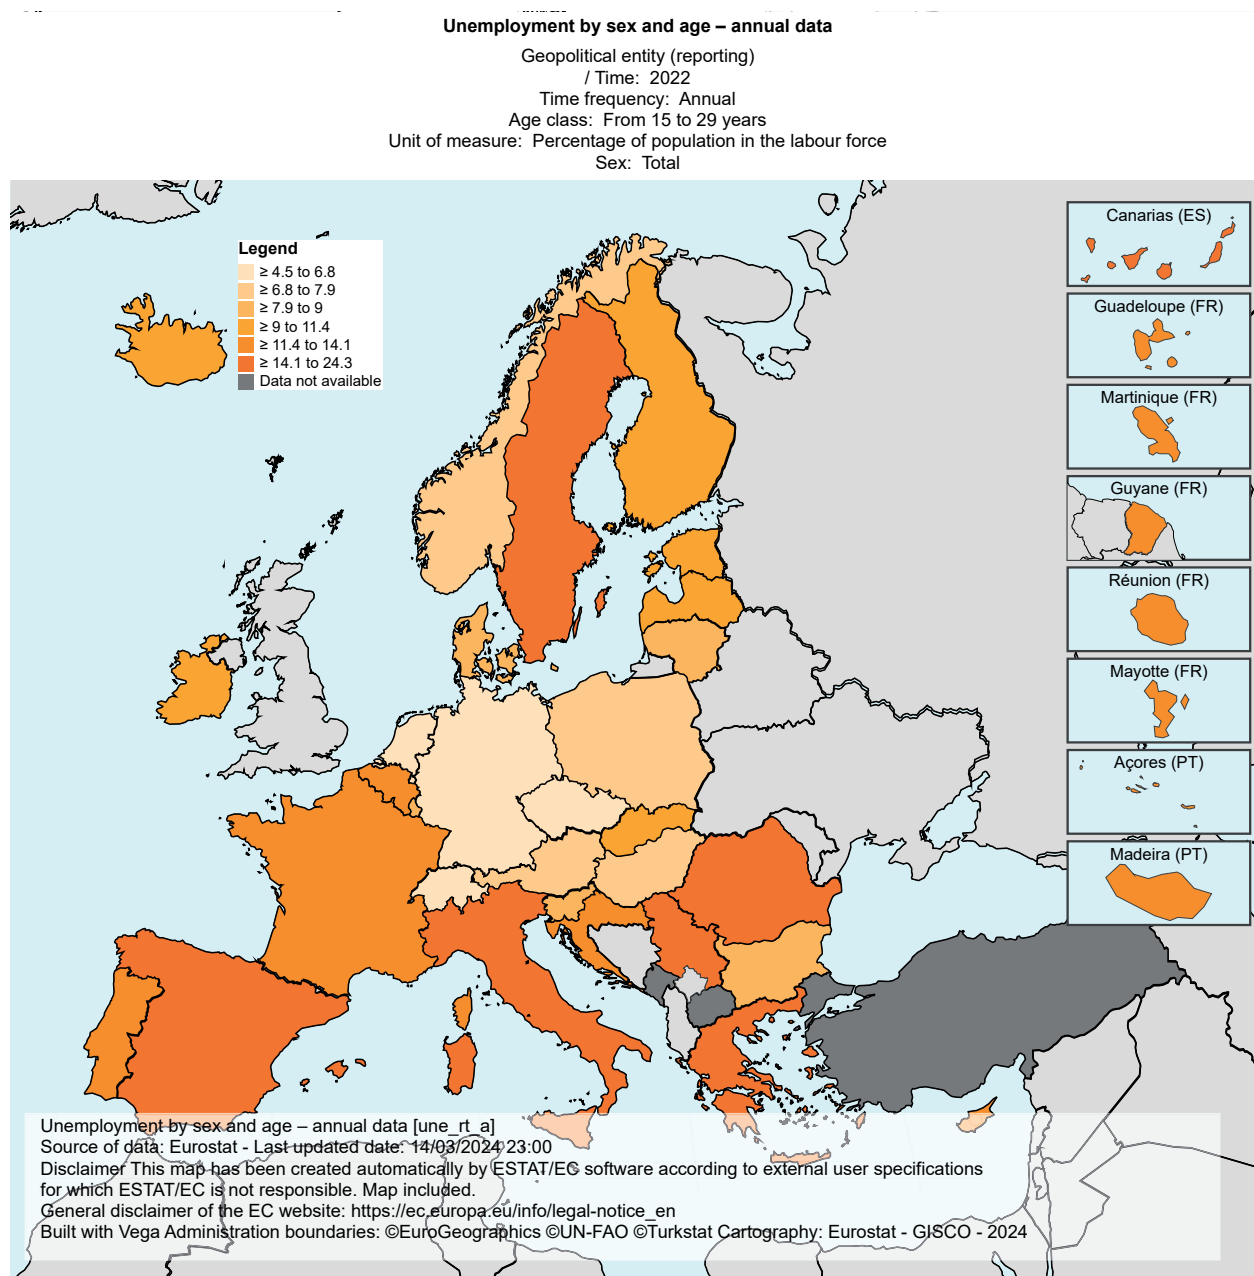 Unemployment by sex and age – annual data
Geopolitical entity (reporting)
/ Time: 2022
Time frequency: Annual
Age class: From 15 to 29 years
Unit of measure: Percentage of population in the labour force
Sex: Total
Legend
≥ 4.5 to 6.8
≥ 6.8 to 7.9
≥ 7.9 to 9
≥ 9 to 11.4
≥ 11.4 to 14.1
≥ 14.1 to 24.3
Data not available
Canarias (ES)
Guadeloupe (FR)
Martinique (FR)
Guyane (FR)
Réunion (FR)
Mayotte (FR)
Açores (PT)
Madeira (PT)
Unemployment by sex and age – annual data [une_rt_a]
Source of data: Eurostat - Last updated date: 14/03/2024 23:00
Disclaimer This map has been created automatically by ESTAT/EC software according to external user specifications
for which ESTAT/EC is not responsible. Map included.
General disclaimer of the EC website: https://ec.europa.eu/info/legal-notice_en
Built with Vega Administration boundaries: ©EuroGeographics ©UN-FAO ©Turkstat Cartography: Eurostat - GISCO - 2024